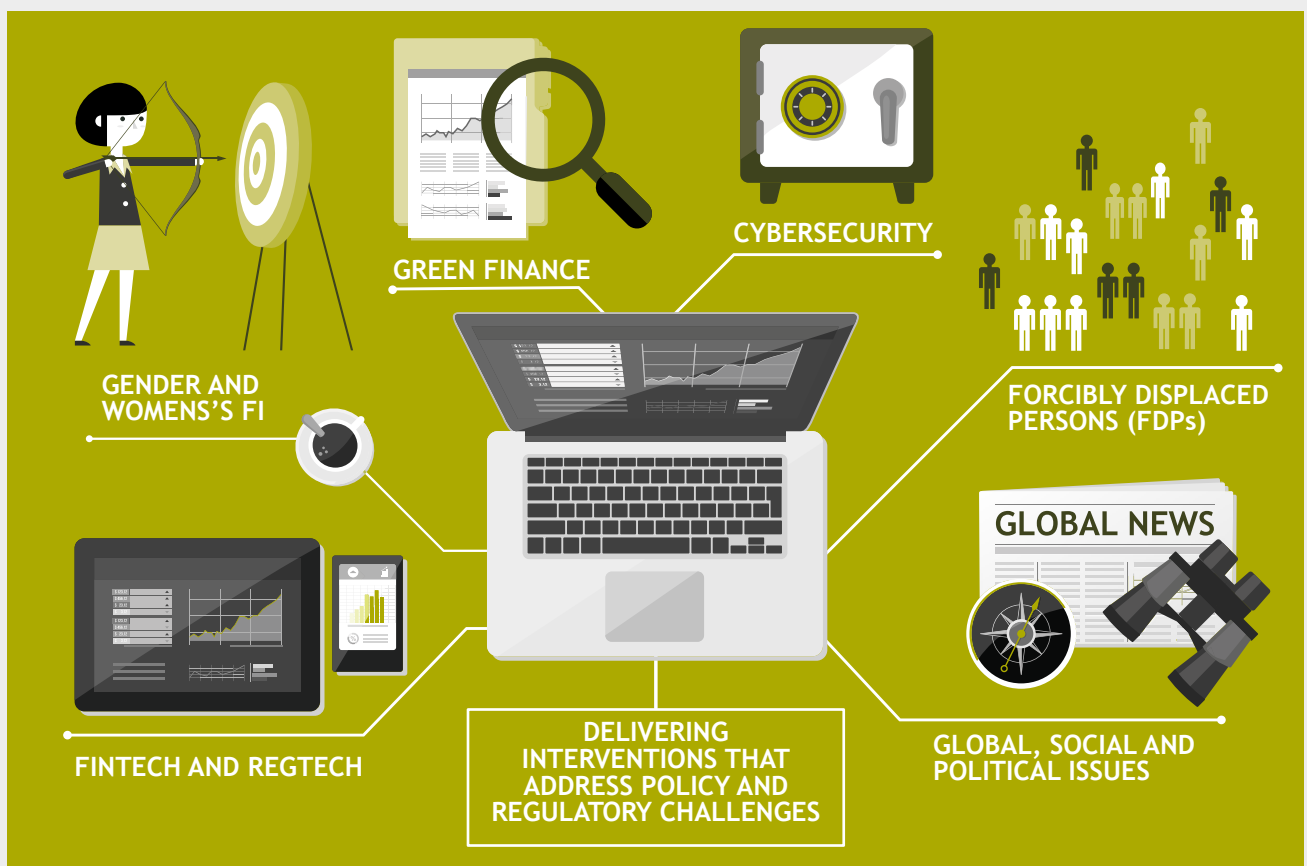 GREEN FINANCE
CYBERSECURITY
GENDER AND
WOMENS'S FI
FORCIBLY DISPLACED
PERSONS (FDPs)
GLOBAL NEWS
FINTECH AND REGTECH
DELIVERING
INTERVENTIONS THAT
ADDRESS POLICY AND
REGULATORY CHALLENGES
GLOBAL, SOCIAL AND
POLITICAL ISSUES